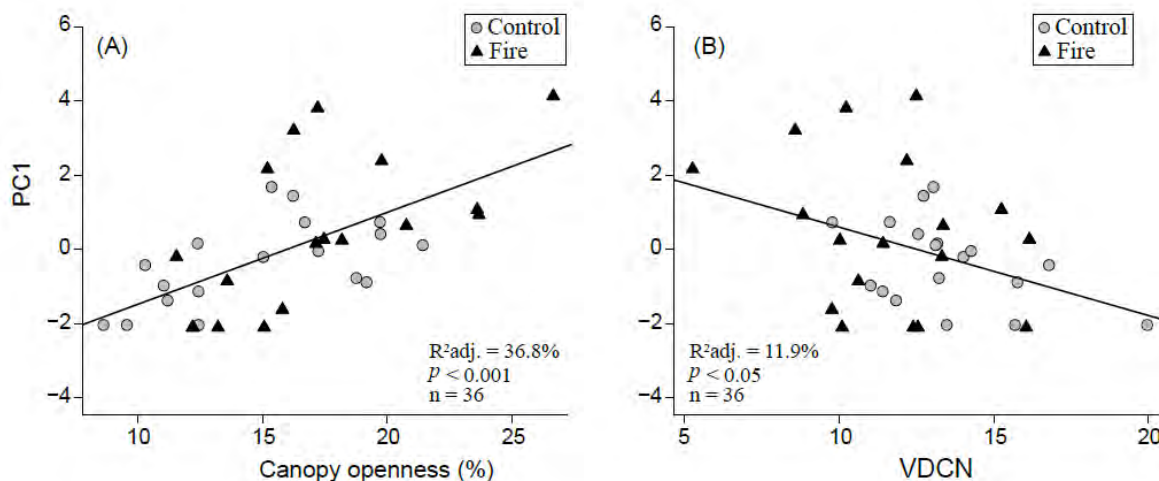 (A)
Control
Fire
6
4
2
0
−2
−4
PC1
R²adj. = 36.8%
p < 0.001
n = 36
10
15
20
25
Canopy openness (%)
(B)
Control
Fire
6
4
2
0
−2
−4
R²adj. = 11.9%
p < 0.05
n = 36
5
10
15
20
VDCN